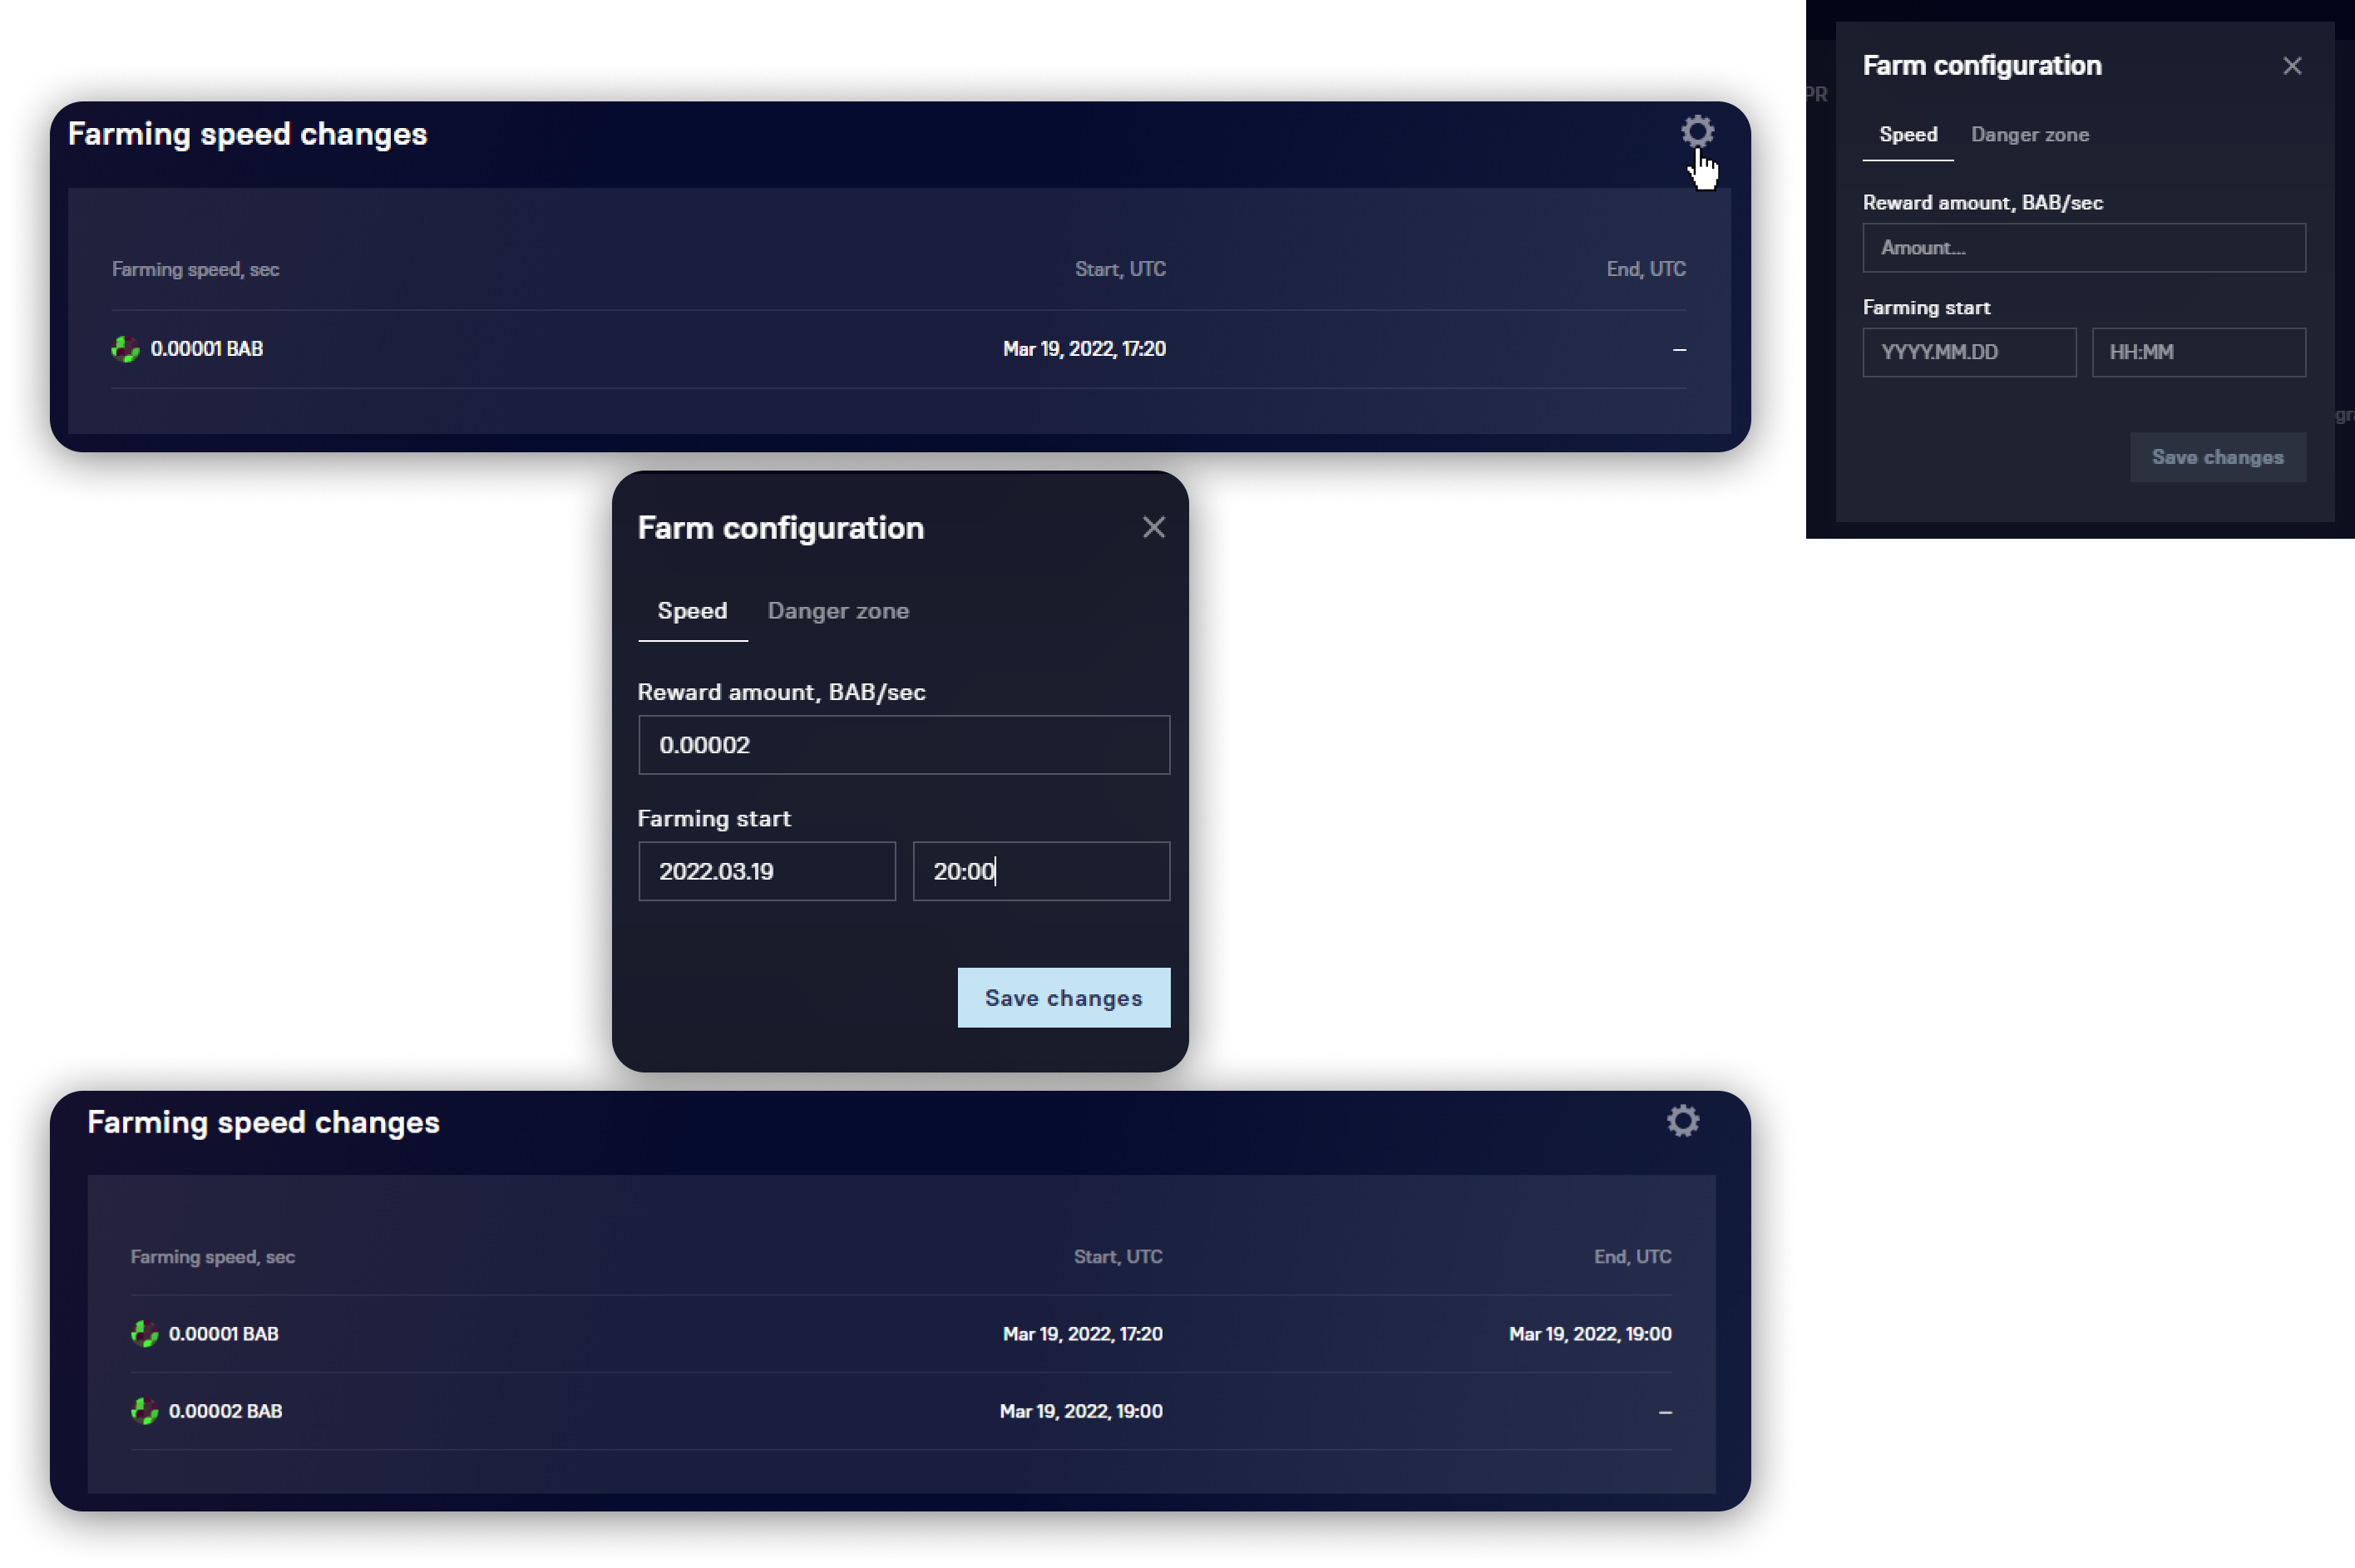 Farming speed changes
Farming speed, sec Start, UTC End, UTC
0.00001 BAB Mar 19, 2022, 17:20 —
Farm configuration
Speed Danger zone
Reward amount, BAB/sec
Amount...
Farming start
YYYY.MM.DD HH:MM
Save changes
PR
gr
Farm configuration
Speed Danger zone
Reward amount, BAB/sec
0.00002
Farming start
2022.03.19 20:00
Save changes
Farming speed changes
Farming speed, sec Start, UTC End, UTC
0.00001 BAB Mar 19, 2022, 17:20 Mar 19, 2022, 19:00
0.00002 BAB Mar 19, 2022, 19:00 —